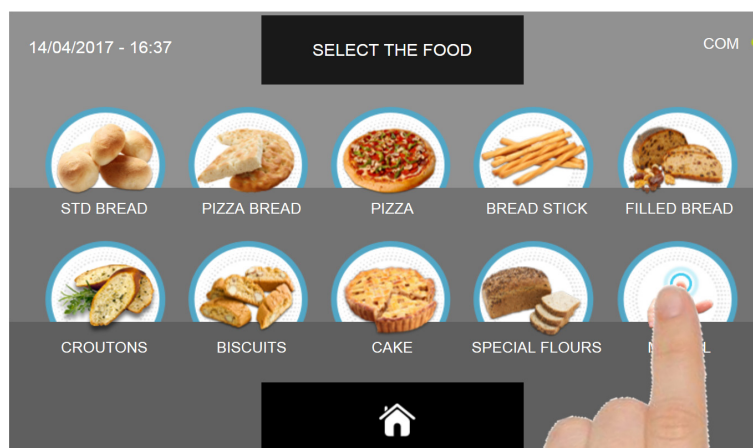 14/04/2017 - 16:37
SELECT THE FOOD
COM
STD BREAD
PIZZA BREAD
PIZZA
BREAD STICK
FILLED BREAD
CROUTONS
BISCUITS
CAKE
SPECIAL FLOURS